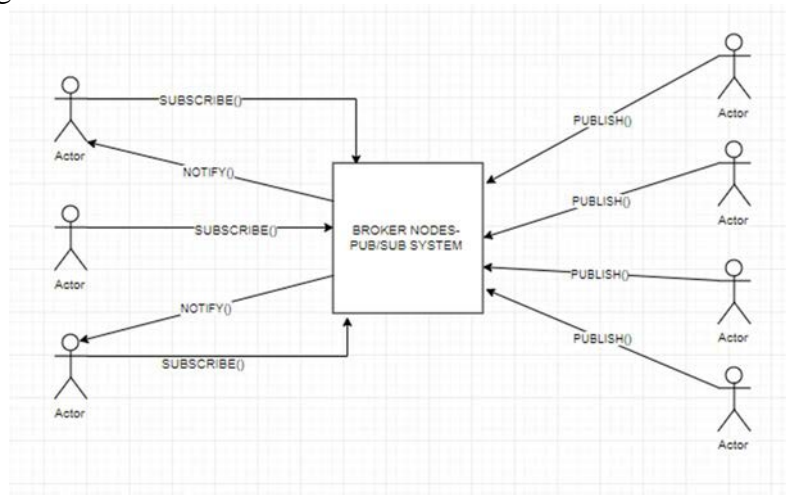 SUBSCRIBE()
Actor
NOTIFY()
SUBSCRIBE()
Actor
NOTIFY()
SUBSCRIBE()
Actor
BROKER NODES-
PUB/SUB SYSTEM
PUBLISH()
Actor
PUBLISH()
Actor
PUBLISH()
Actor
PUBLISH()
Actor